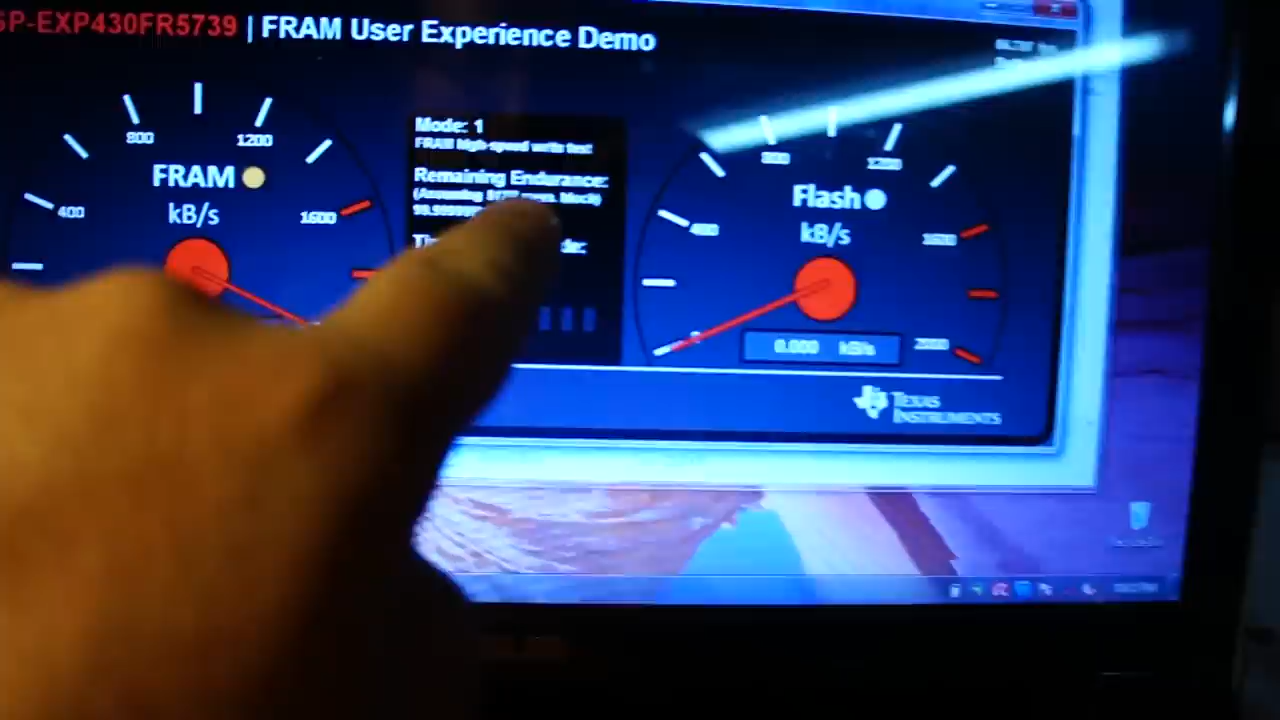 SP-EXP430FR5739 | FRAM User Experience Demo
800
1200
FRAM
kB/s
400
1600
Mode: 1
FRAM high-speed write test
Remaining Endurance:
(Assuming
800
1200
Flash
kB/s
400
1600
0.000 kB/s
2000
TEXAS
INSTRUMENTS